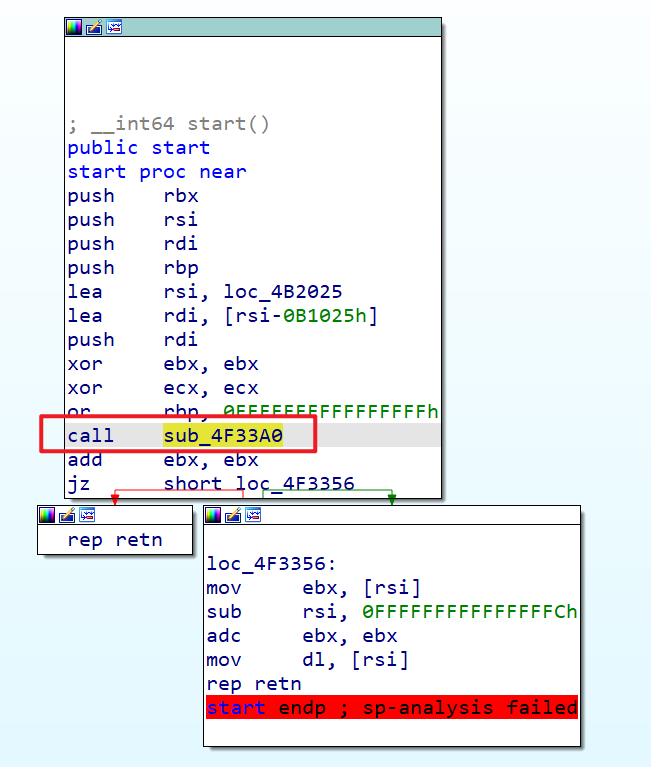 ; __int64 start()
public start
start proc near
push rbx
push rsi
push rdi
push rbp
lea rsi, loc_4B2025
lea rdi, [rsi-0B1025h]
push rdi
xor ebx, ebx
xor ecx, ecx
or rbp, 0FFFFFFFFFFFFFFFFh
call sub_4F33A0
add ebx, ebx
jz short loc_4F3356
rep retn
loc_4F3356:
mov ebx, [rsi]
sub rsi, 0FFFFFFFFFFFFFFFCh
adc ebx, ebx
mov dl, [rsi]
rep retn
start endp ; sp-analysis failed